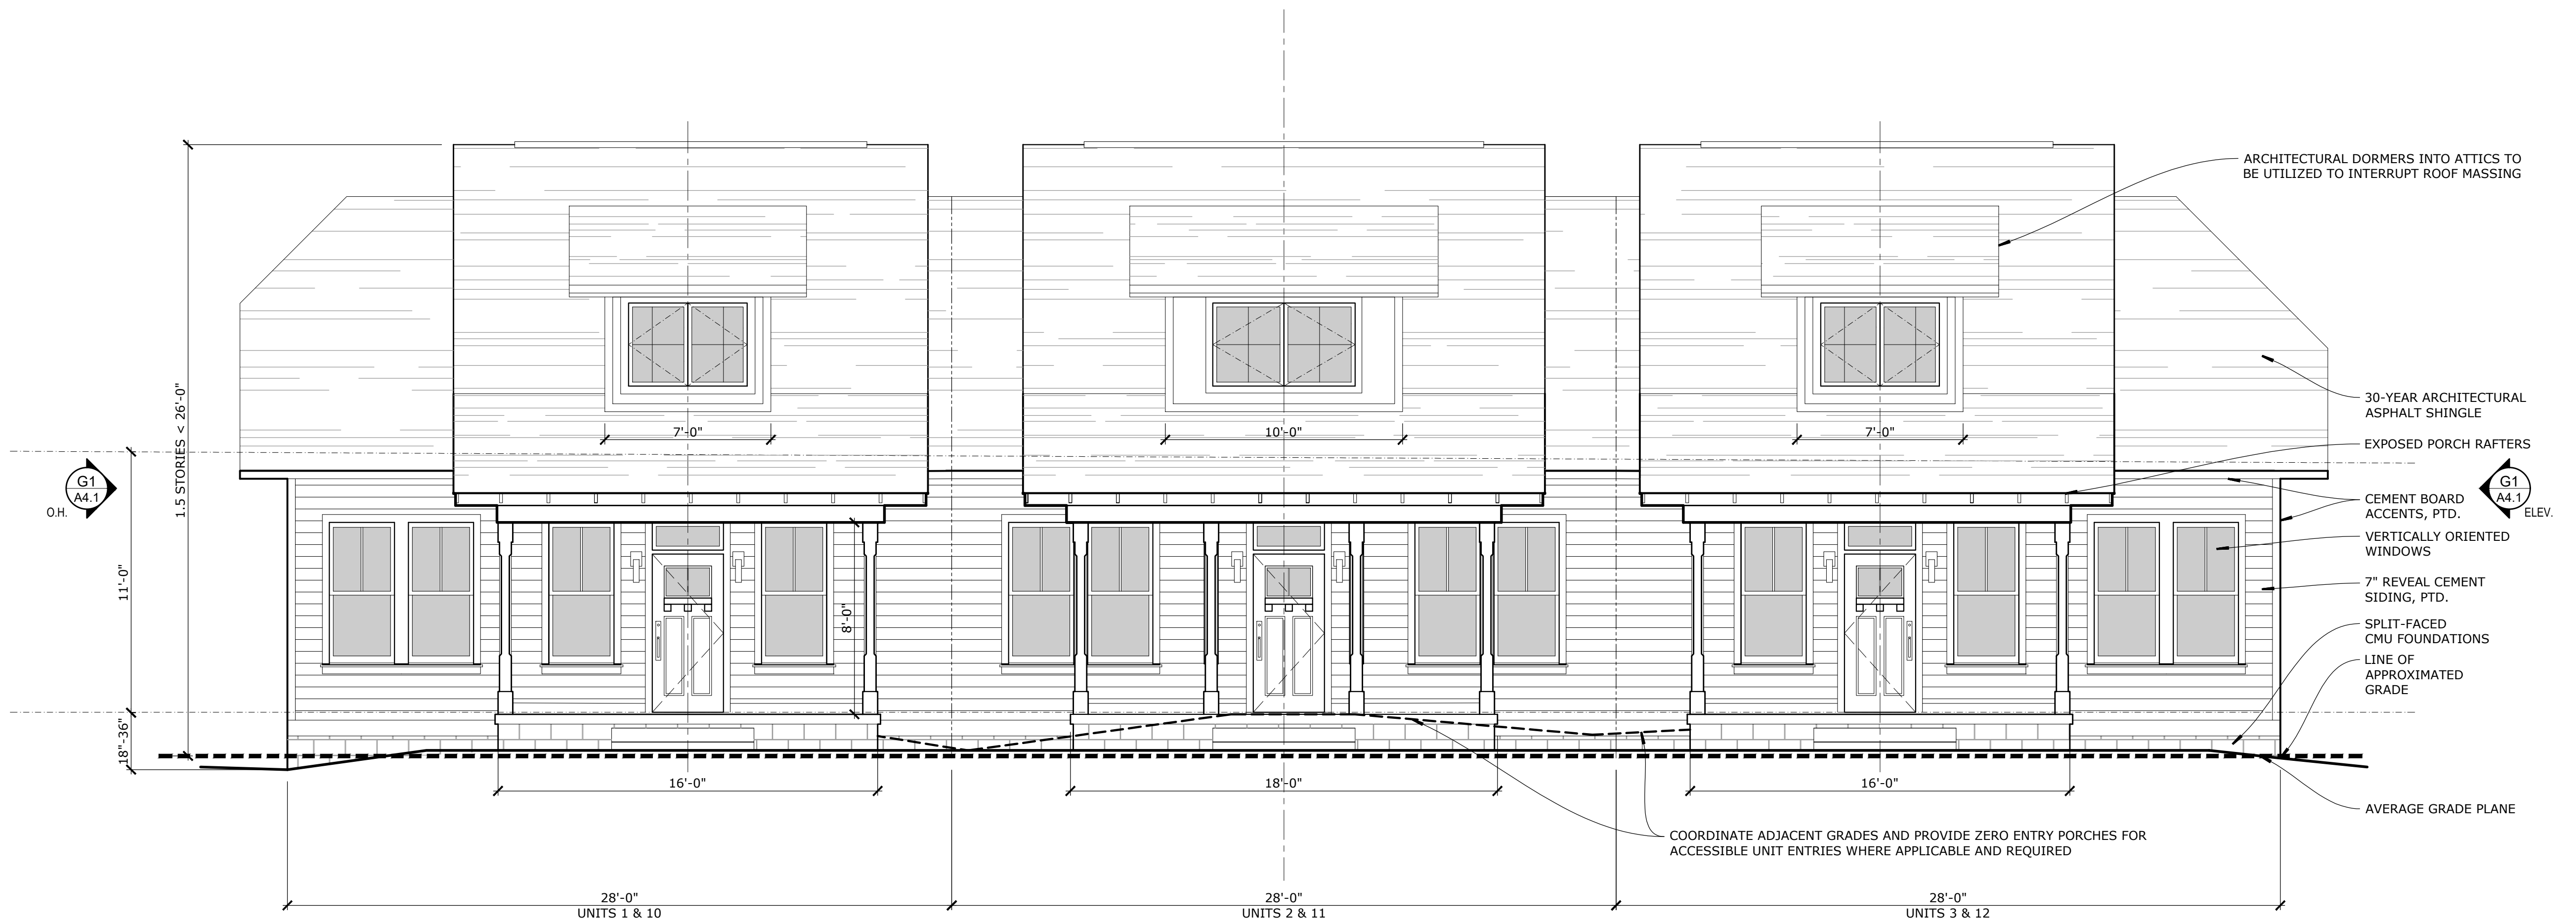 ARCHITECTURAL DORMERS INTO ATTICS TO
BE UTILIZED TO INTERRUPT ROOF MASSING
1.5 STORIES < 26'-0"
30-YEAR ARCHITECTURAL
ASPHALT SHINGLE
7'-0"
10'-0"
7'-0"
EXPOSED PORCH RAFTERS
G1
A4.1
O.H.
G1
A4.1
ELEV.
CEMENT BOARD
ACCENTS, PTD.
VERTICALLY ORIENTED
WINDOWS
11'-0"
8'-0"
7" REVEAL CEMENT
SIDING, PTD.
SPLIT-FACED
CMU FOUNDATIONS
LINE OF
APPROXIMATED
GRADE
18"-36"
16'-0"
18'-0"
16'-0"
AVERAGE GRADE PLANE
COORDINATE ADJACENT GRADES AND PROVIDE ZERO ENTRY PORCHES FOR
ACCESSIBLE UNIT ENTRIES WHERE APPLICABLE AND REQUIRED
28'-0"
UNITS 1 & 10
28'-0"
UNITS 2 & 11
28'-0"
UNITS 3 & 12